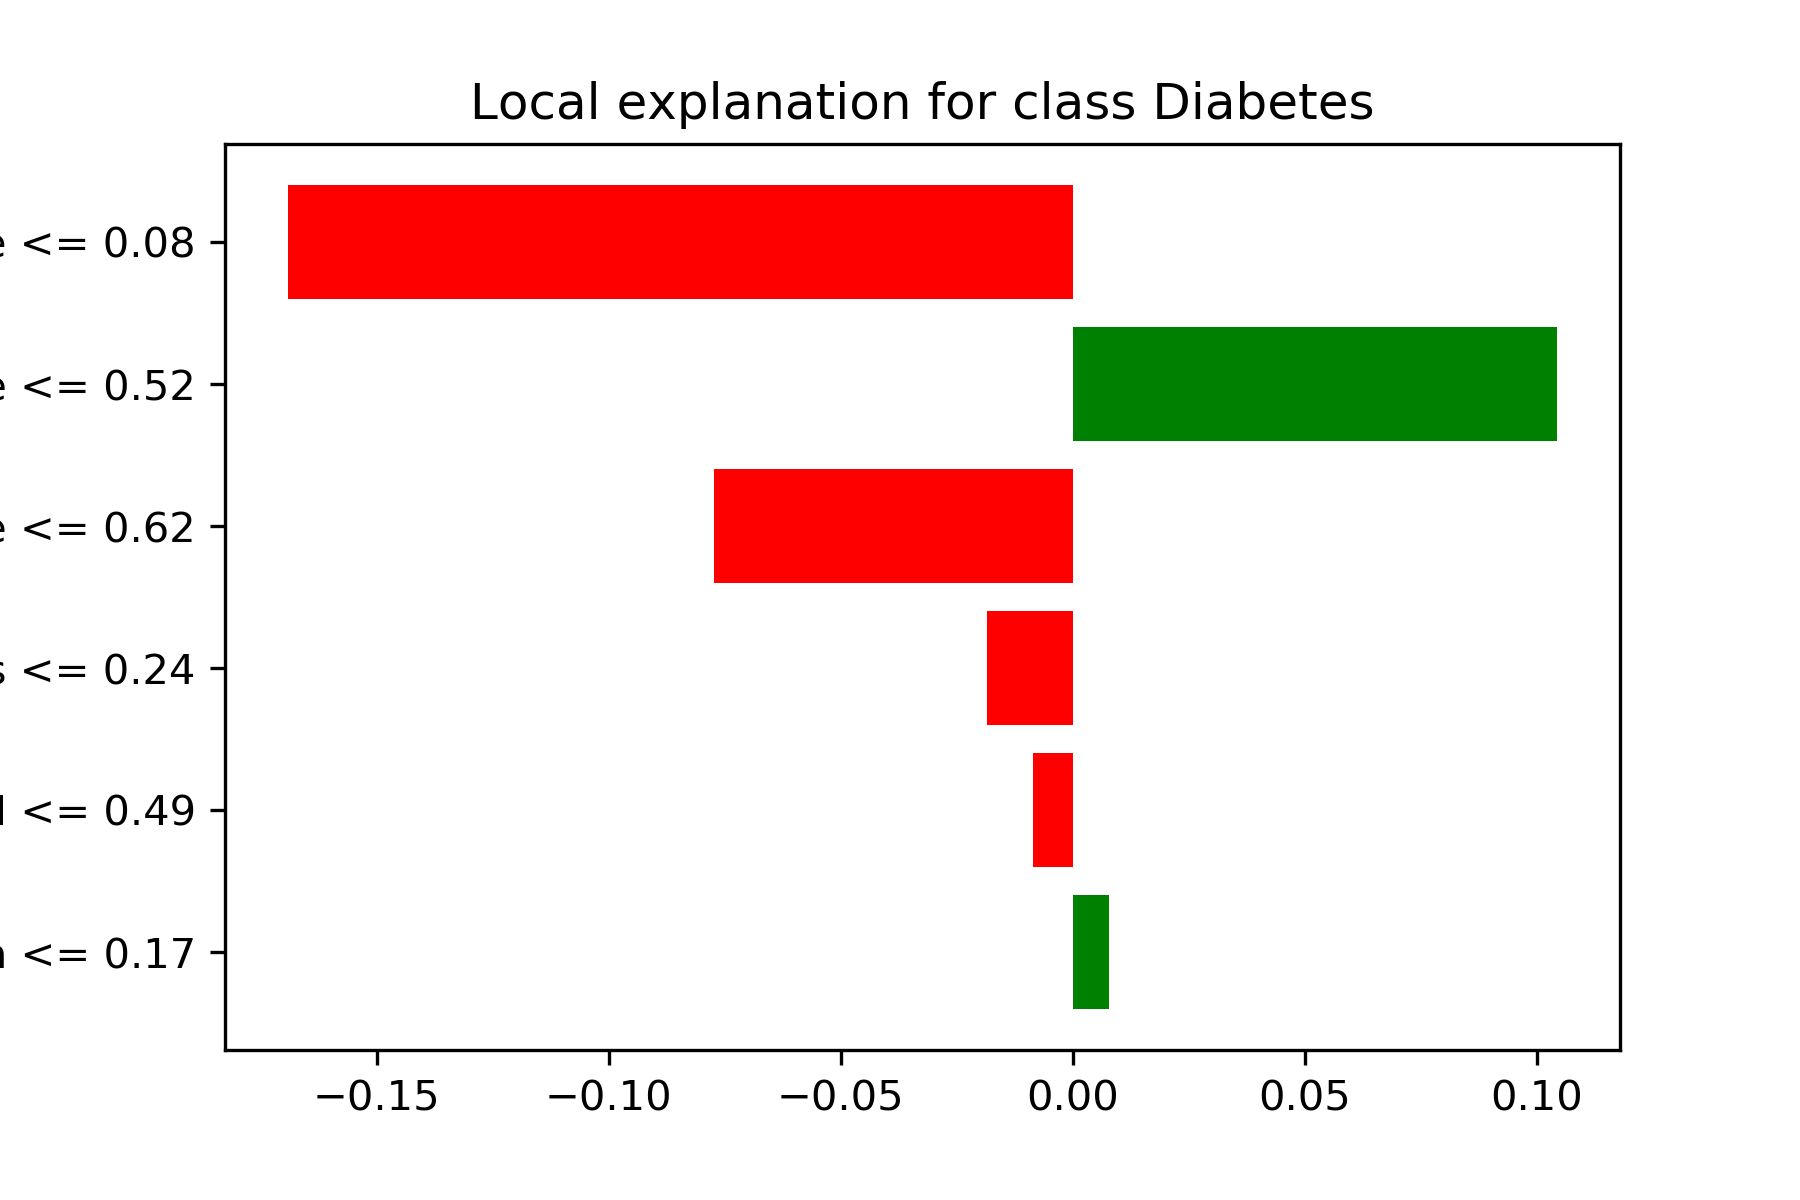 Local explanation for class Diabetes
e <= 0.08
e <= 0.52
e <= 0.62
s <= 0.24
<= 0.49
<= 0.17
−0.15 −0.10 −0.05 0.00 0.05 0.10